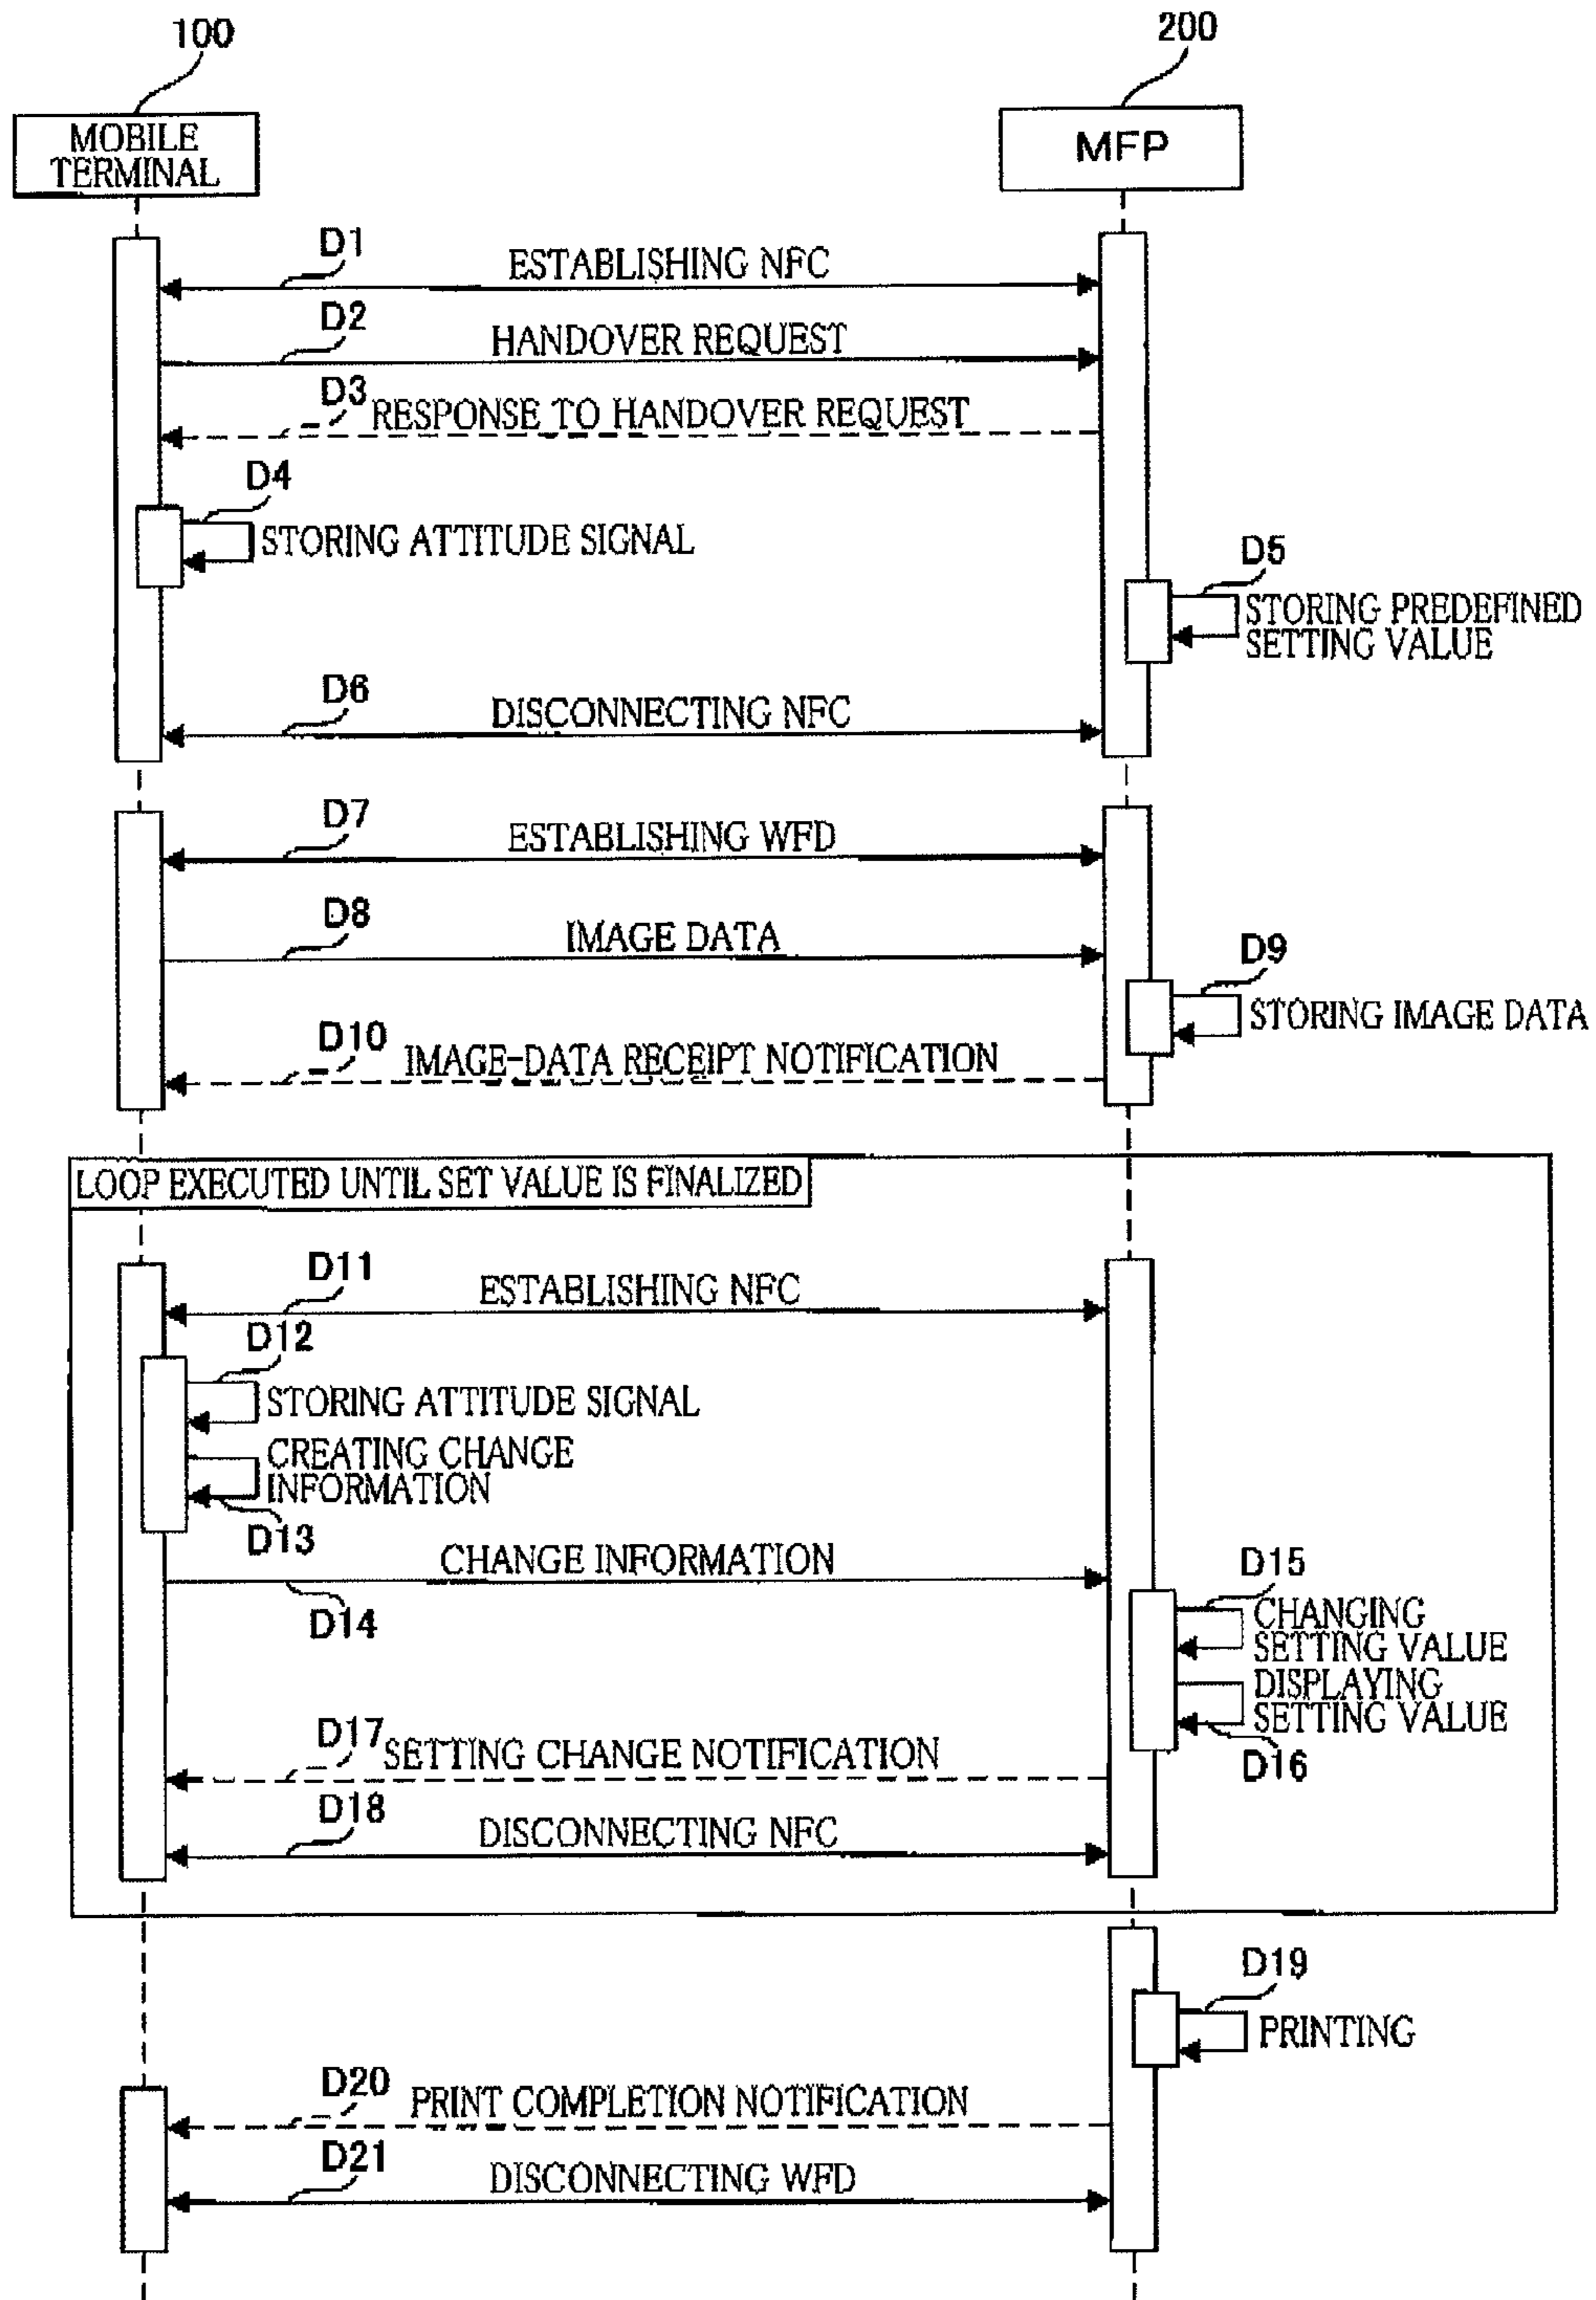 100
200
MOBILE
TERMINAL
MFP
D1
ESTABLISHING NFC
D2
HANDOVER REQUEST
D3
RESPONSE TO HANDOVER REQUEST
D4
STORING ATTITUDE SIGNAL
D5
STORING PREDEFINED
SETTING VALUE
D6
DISCONNECTING NFC
D7
ESTABLISHING WFD
D8
IMAGE DATA
D9
STORING IMAGE DATA
D10
IMAGE-DATA RECEIPT NOTIFICATION
LOOP EXECUTED UNTIL SET VALUE IS FINALIZED
D11
ESTABLISHING NFC
D12
STORING ATTITUDE SIGNAL
CREATING CHANGE
INFORMATION
D13
CHANGE INFORMATION
D14
D15
CHANGING
SETTING VALUE
DISPLAYING
SETTING VALUE
D16
D17
SETTING CHANGE NOTIFICATION
D18
DISCONNECTING NFC
D19
PRINTING
D20
PRINT COMPLETION NOTIFICATION
D21
DISCONNECTING WFD